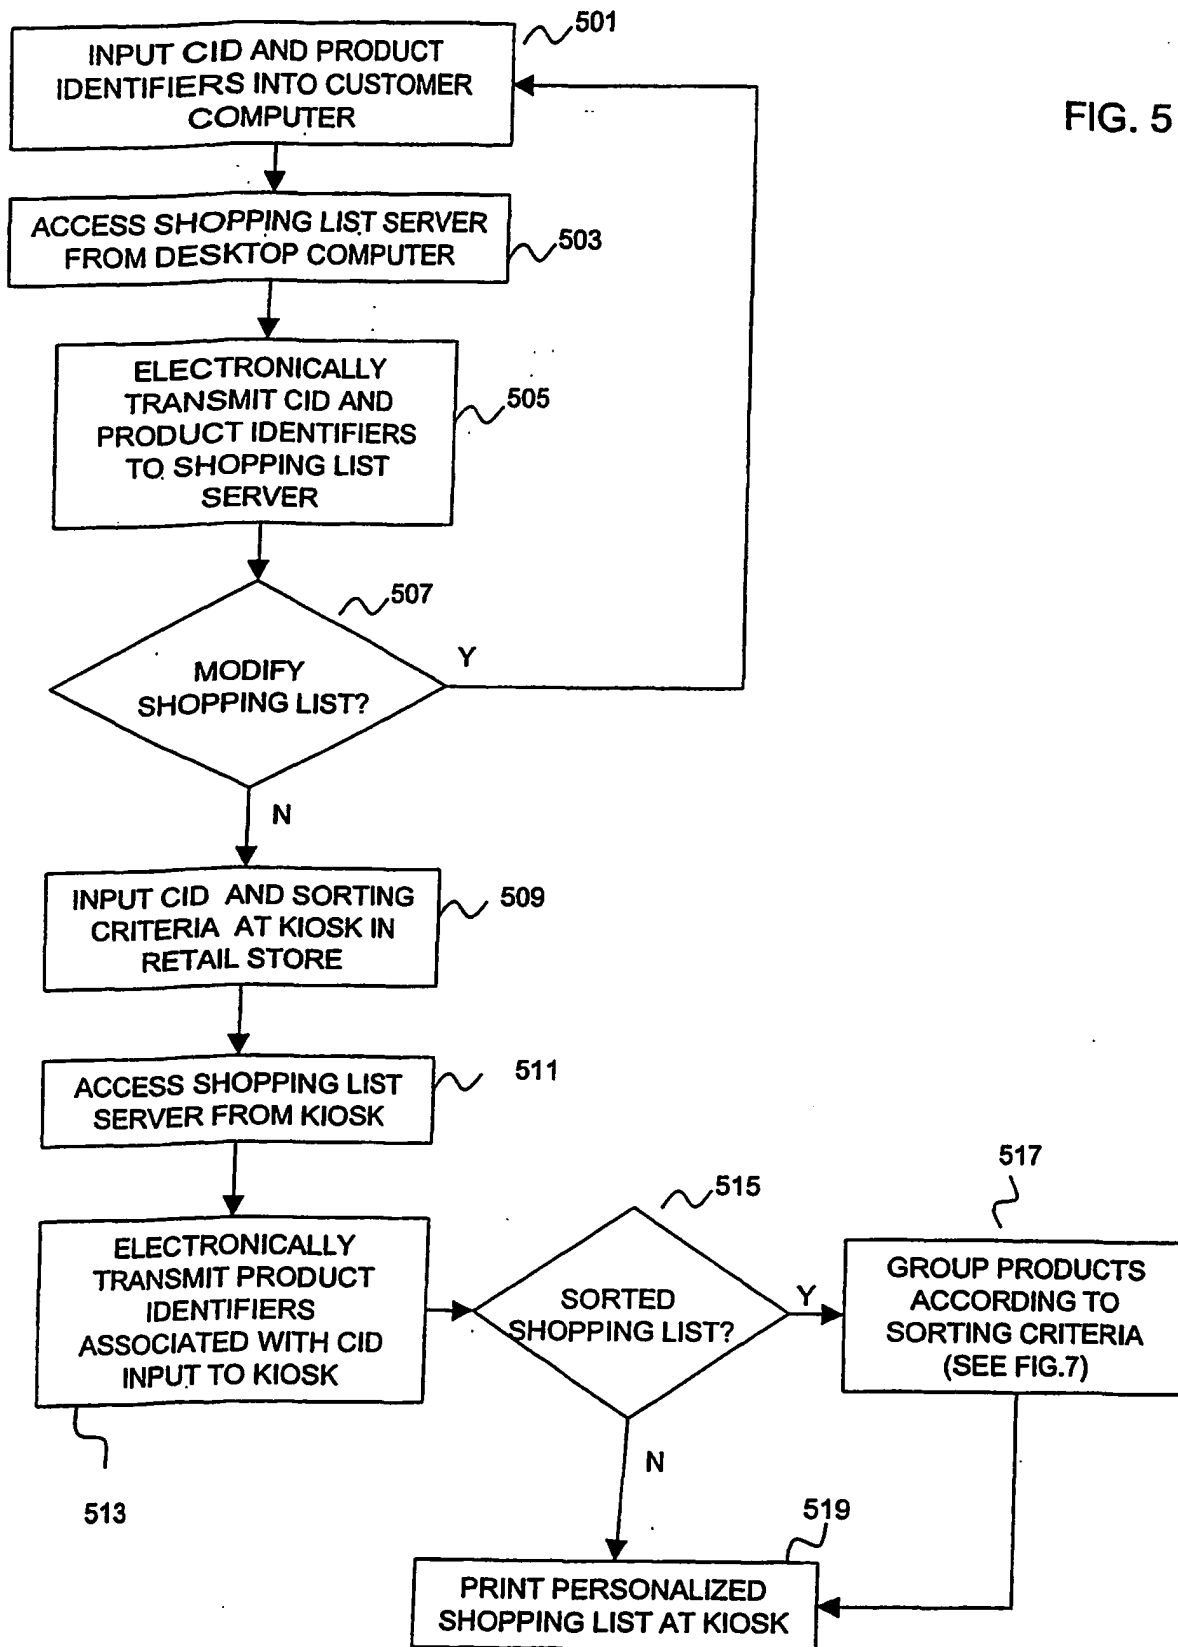 501
INPUT CID AND PRODUCT
IDENTIFIERS INTO CUSTOMER
COMPUTER
FIG. 5
ACCESS SHOPPING LIST SERVER
FROM DESKTOP COMPUTER
503
ELECTRONICALLY
TRANSMIT CID AND
PRODUCT IDENTIFIERS
TO SHOPPING LIST
SERVER
505
507
MODIFY
SHOPPING LIST?
Y
N
INPUT CID AND SORTING
CRITERIA AT KIOSK IN
RETAIL STORE
509
ACCESS SHOPPING LIST
SERVER FROM KIOSK
511
ELECTRONICALLY
TRANSMIT PRODUCT
IDENTIFIERS
ASSOCIATED WITH CID
INPUT TO KIOSK
513
515
SORTED
SHOPPING LIST?
Y
N
517
GROUP PRODUCTS
ACCORDING TO
SORTING CRITERIA
(SEE FIG.7)
519
PRINT PERSONALIZED
SHOPPING LIST AT KIOSK